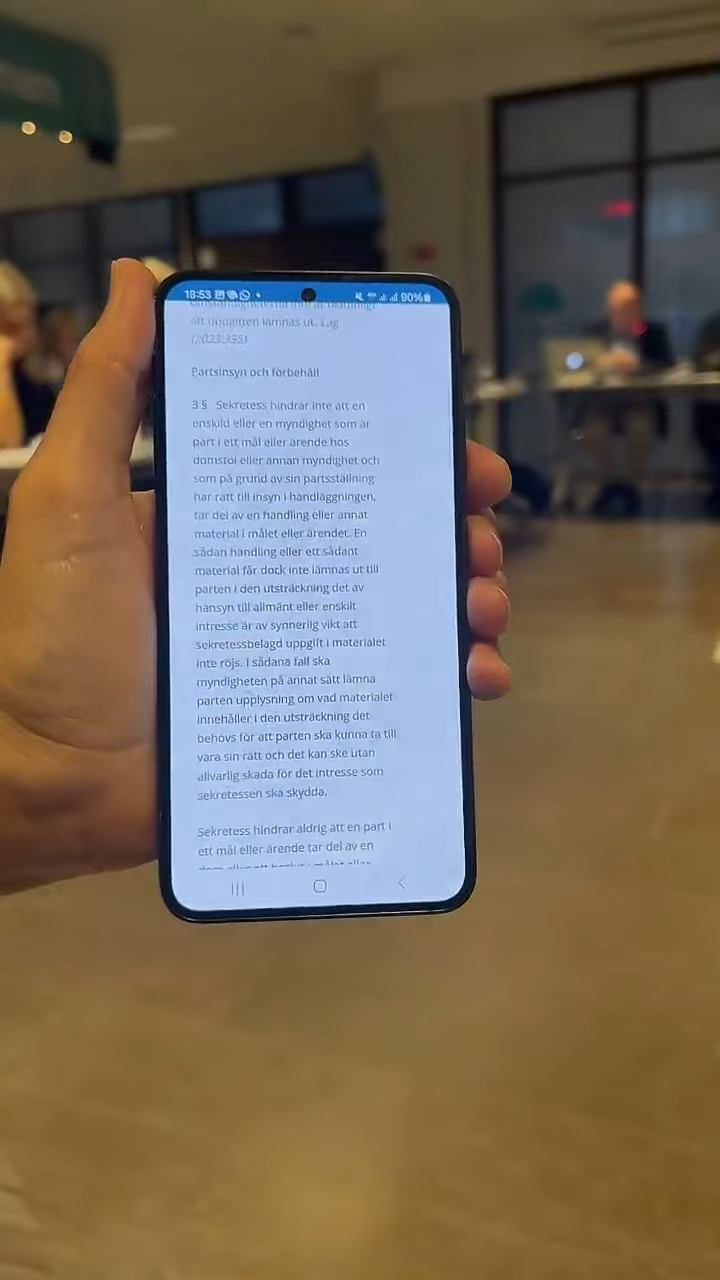 18:53
90%
att uppgiften lämnas ut. Lag
(2023:335)
Partsinsyn och förbehåll
3 § Sekretess hindrar inte att en
enskild eller en myndighet som är
part i ett mål eller ärende hos
domstol eller annan myndighet och
som på grund av sin partsställning
har rätt till insyn i handläggningen,
tar del av en handling eller annat
material i målet eller ärendet. En
sådan handling eller ett sådant
material får dock inte lämnas ut till
parten i den utsträckning det av
hänsyn till allmänt eller enskilt
intresse är av synnerlig vikt att
sekretessbelagd uppgift i materialet
inte röjs. I sådana fall ska
myndigheten på annat sätt lämna
parten upplysning om vad materialet
innehåller i den utsträckning det
behövs för att parten ska kunna ta till
vara sin rätt och det kan ske utan
allvarlig skada för det intresse som
sekretessen ska skydda.
Sekretess hindrar aldrig att en part i
ett mål eller ärende tar del av en